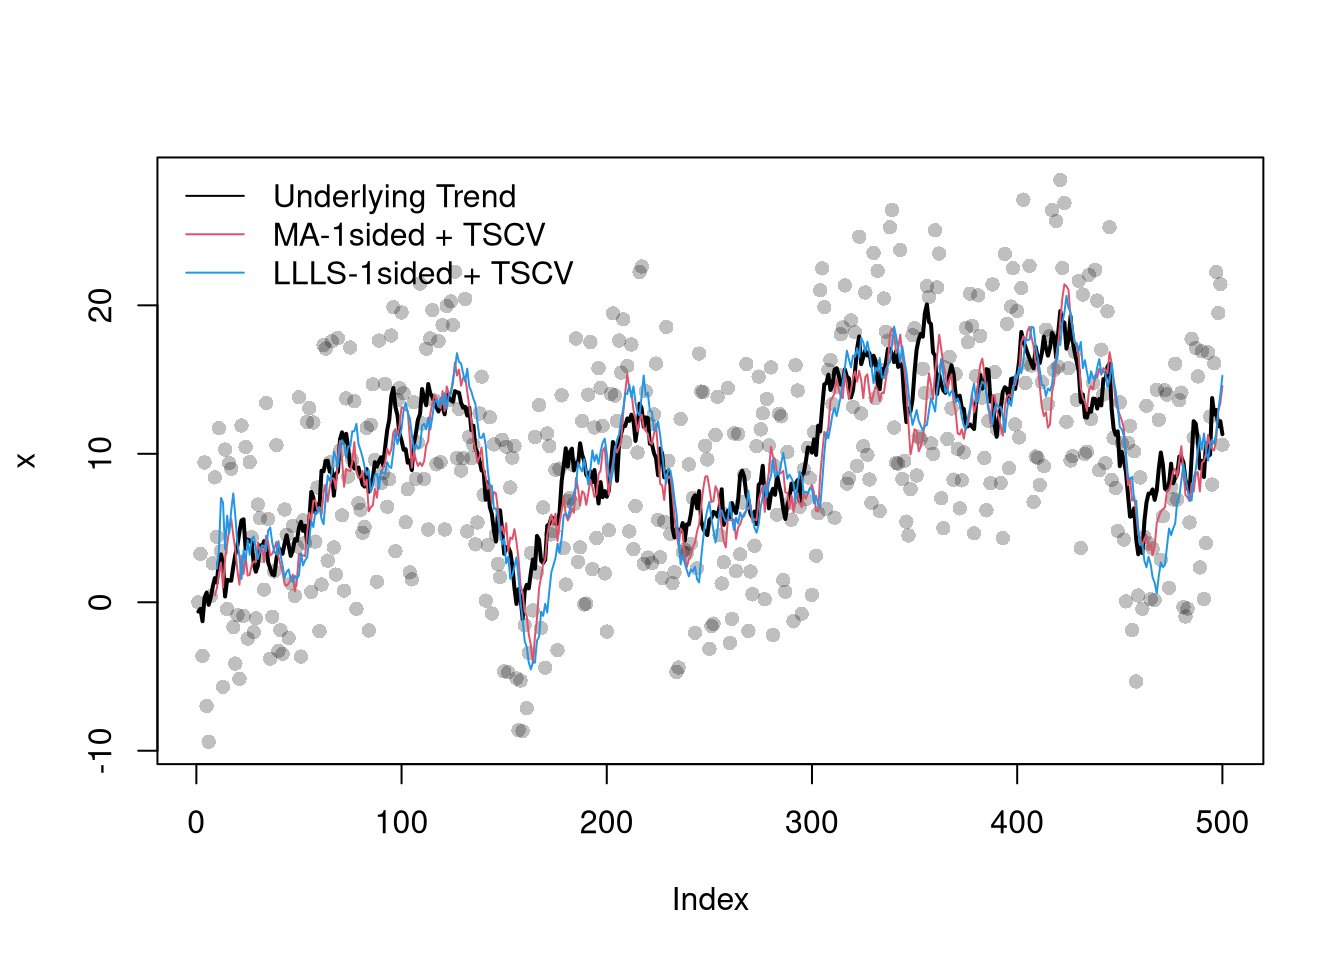 Underlying Trend
MA-1sided + TSCV
LLLS-1sided + TSCV
x
20
10
0
-10
0 100 200 300 400 500
Index